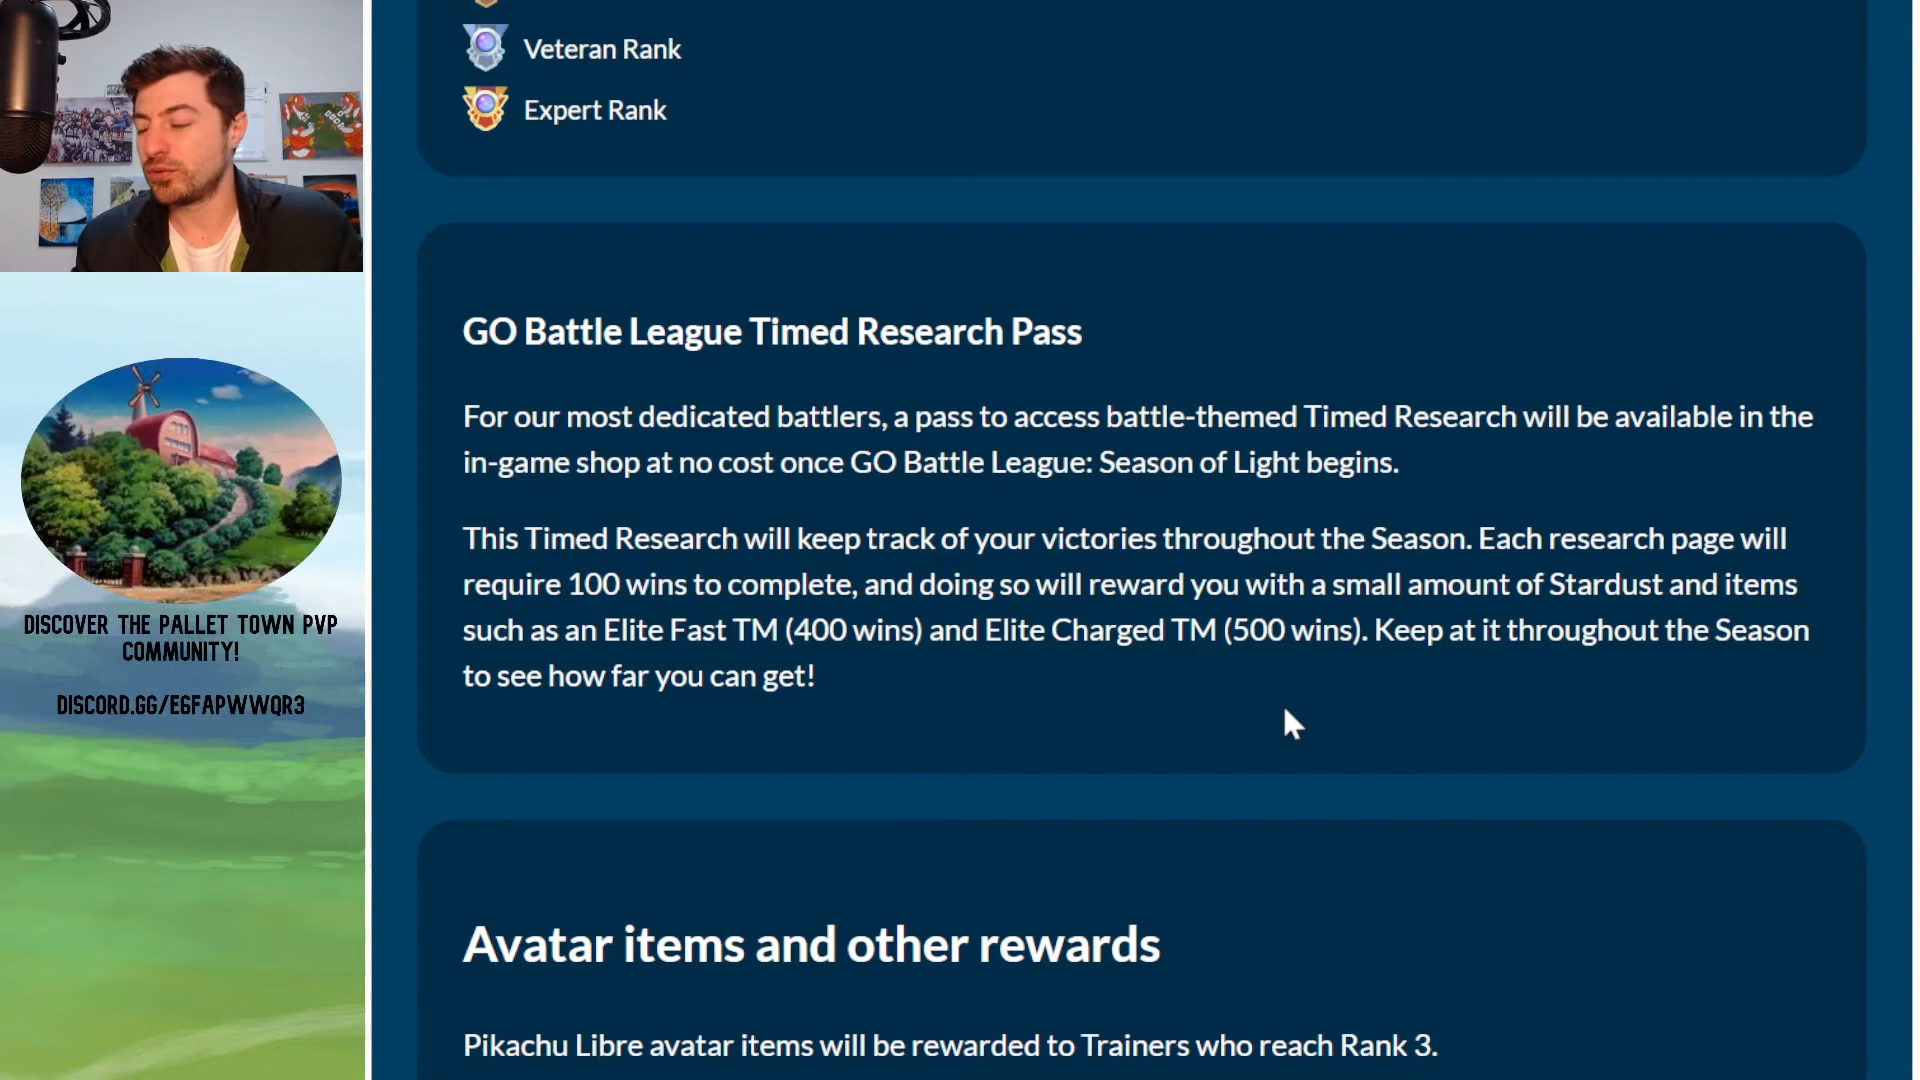 Veteran Rank
Expert Rank
GO Battle League Timed Research Pass
For our most dedicated battlers, a pass to access battle-themed Timed Research will be available in the
in-game shop at no cost once GO Battle League: Season of Light begins.
This Timed Research will keep track of your victories throughout the Season. Each research page will
require 100 wins to complete, and doing so will reward you with a small amount of Stardust and items
such as an Elite Fast TM (400 wins) and Elite Charged TM (500 wins). Keep at it throughout the Season
to see how far you can get!
Avatar items and other rewards
Pikachu Libre avatar items will be rewarded to Trainers who reach Rank 3.
DISCOVER THE PALLET TOWN PVP
COMMUNITY!
DISCORD.GG/E6FAPWWQR3